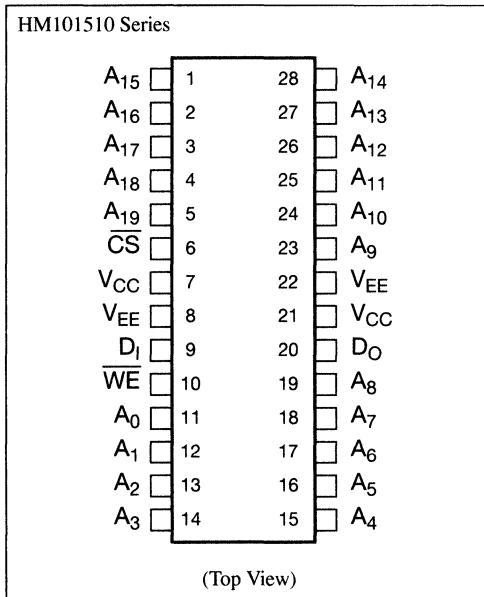 HM101510 Series
A15 1 28 A14
A16 2 27 A13
A17 3 26 A12
A18 4 25 A11
A19 5 24 A10
C̅S̅ 6 23 A9
VCC 7 22 VEE
VEE 8 21 VCC
DI 9 20 DO
W̅E̅ 10 19 A8
A0 11 18 A7
A1 12 17 A6
A2 13 16 A5
A3 14 15 A4
(Top View)